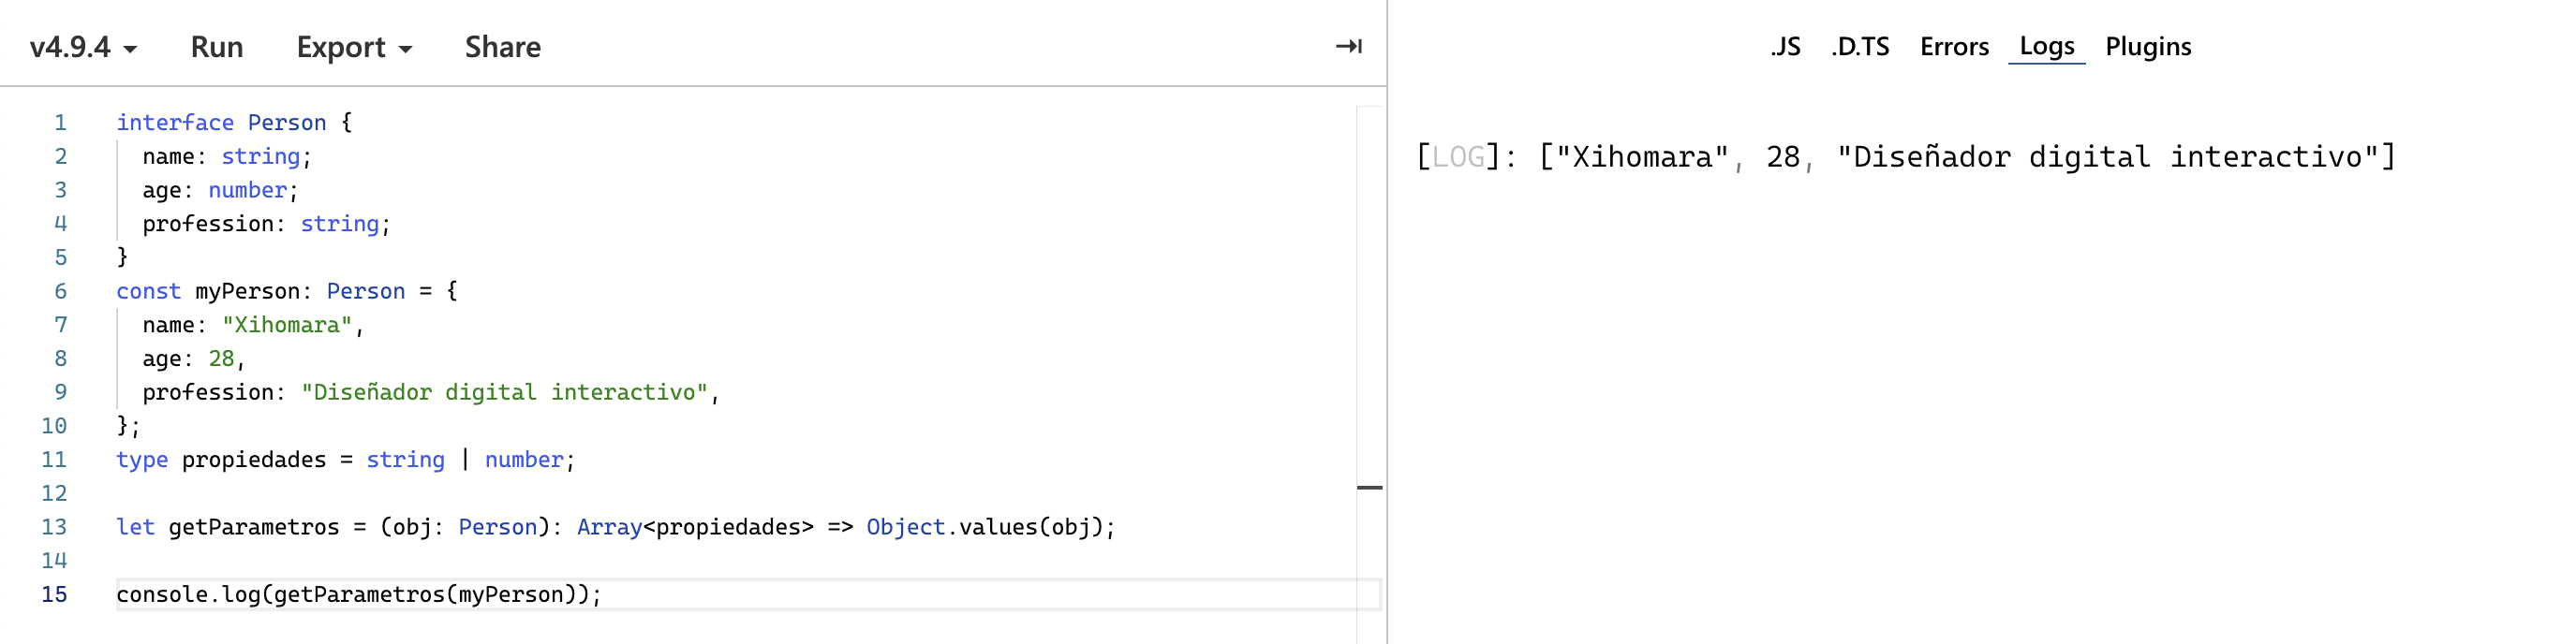 v4.9.4 Run Export Share
.JS .D.TS Errors Logs Plugins
1 interface Person {
2 name: string;
3 age: number;
4 profession: string;
5 }
6 const myPerson: Person = {
7 name: "Xihomara",
8 age: 28,
9 profession: "Diseñador digital interactivo",
10 };
11 type propiedades = string | number;
12
13 let getParametros = (obj: Person): Array<propiedades> => Object.values(obj);
14
15 console.log(getParametros(myPerson));
[LOG]: ["Xihomara", 28, "Diseñador digital interactivo"]